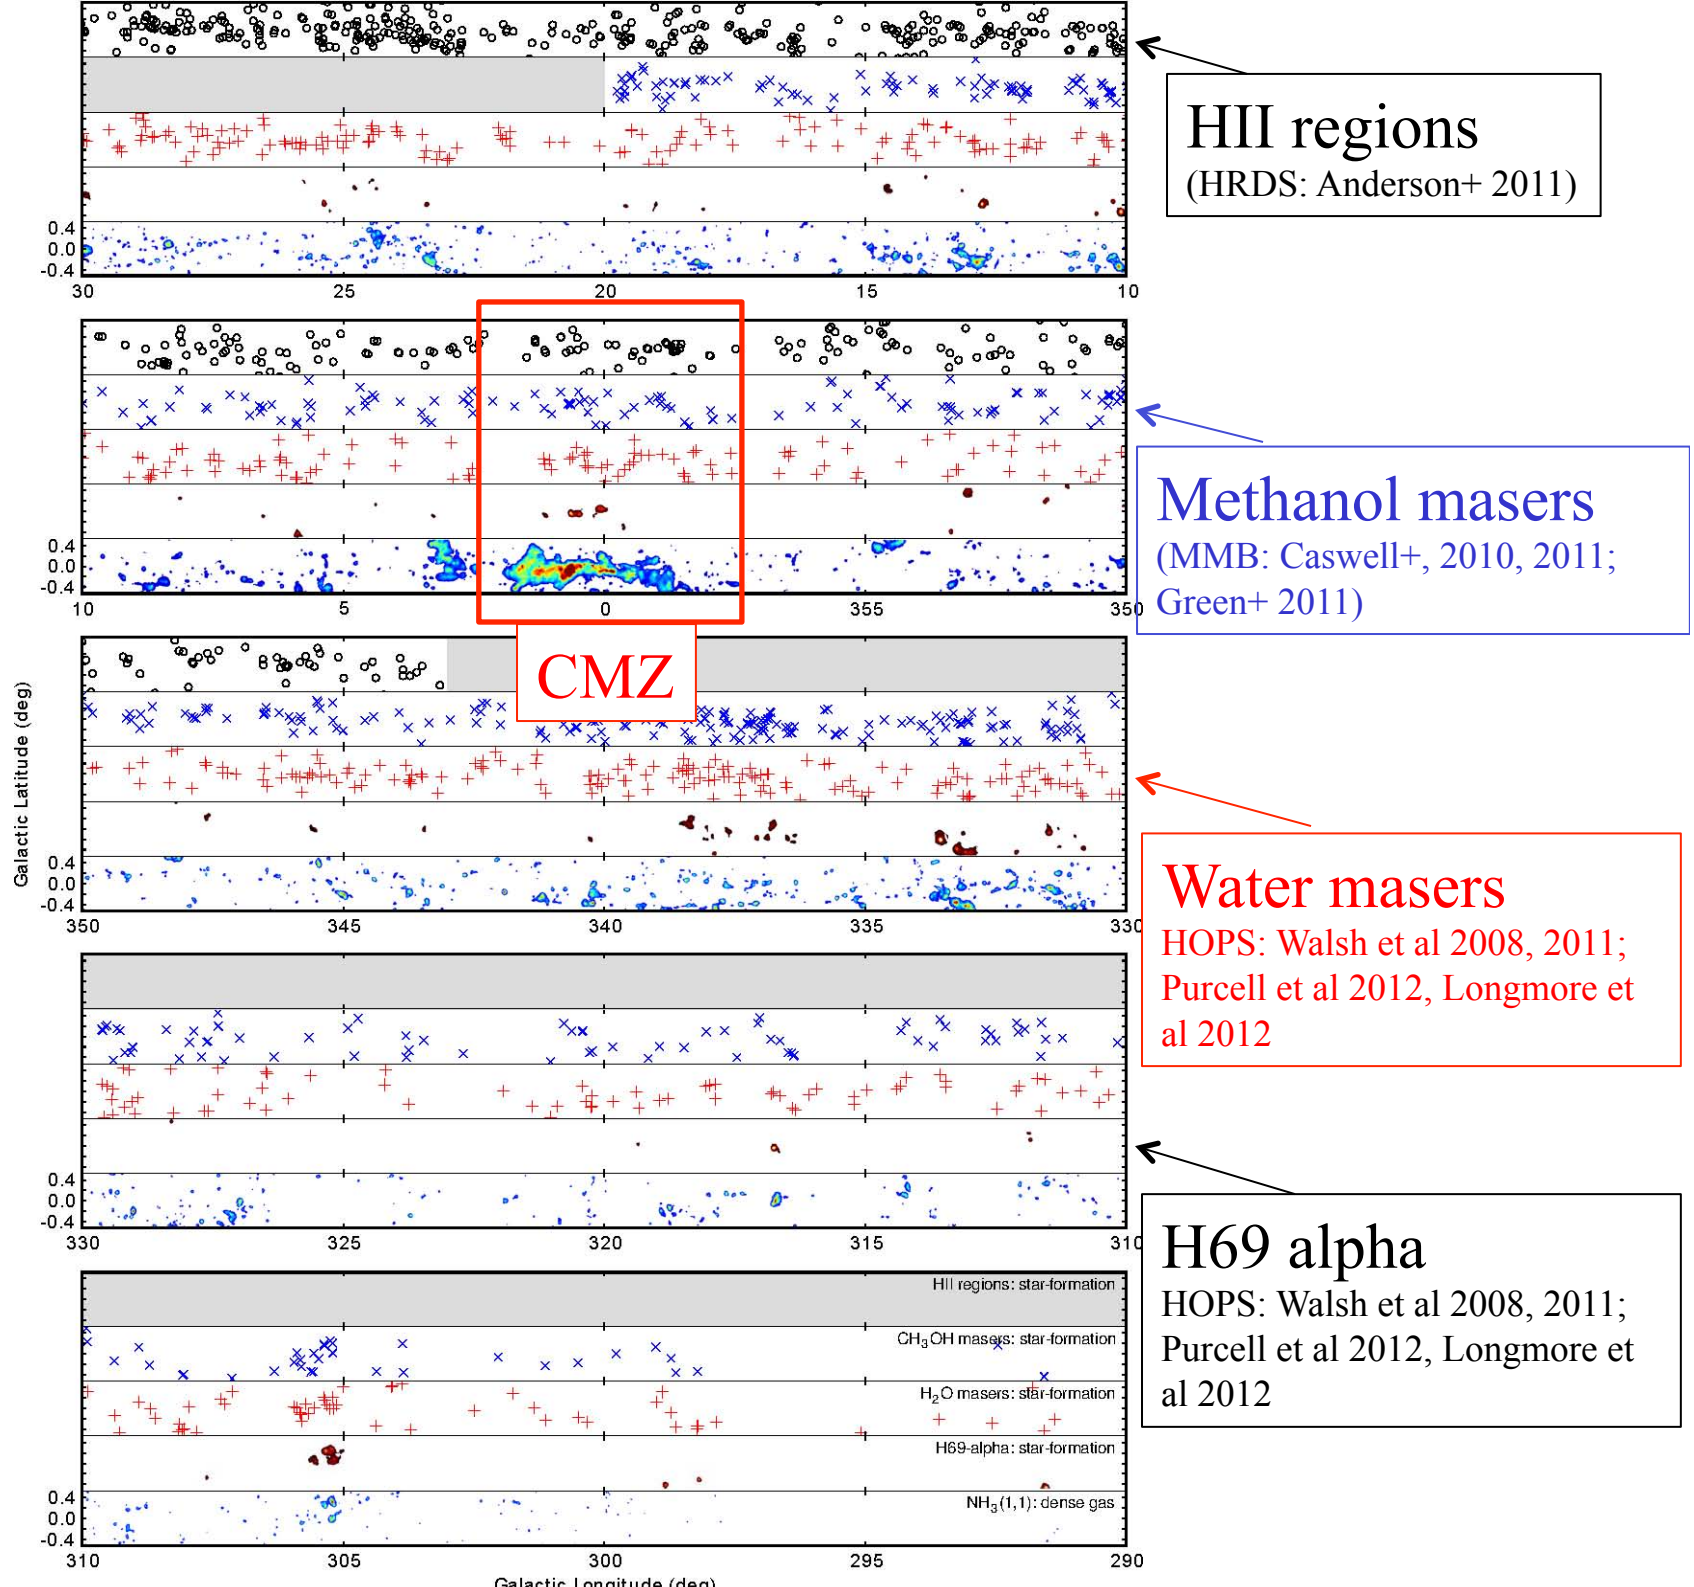 HII regions
(HRDS: Anderson+ 2011)
0.4
0.0
-0.4
30 25 20 15 10
Methanol masers
(MMB: Caswell+, 2010, 2011;
Green+ 2011)
0.4
0.0
-0.4
10 5 0 355 350
CMZ
Galactic Latitude (deg)
0.4
0.0
-0.4
350 345 340 335 330
Water masers
HOPS: Walsh et al 2008, 2011;
Purcell et al 2012, Longmore et
al 2012
0.4
0.0
-0.4
330 325 320 315 310
H69 alpha
HOPS: Walsh et al 2008, 2011;
Purcell et al 2012, Longmore et
al 2012
HII regions: star-formation
CH3OH masers: star-formation
H2O masers: star-formation
H69-alpha: star-formation
NH3(1,1): dense gas
0.4
0.0
-0.4
310 305 300 295 290
Galactic Longitude (deg)